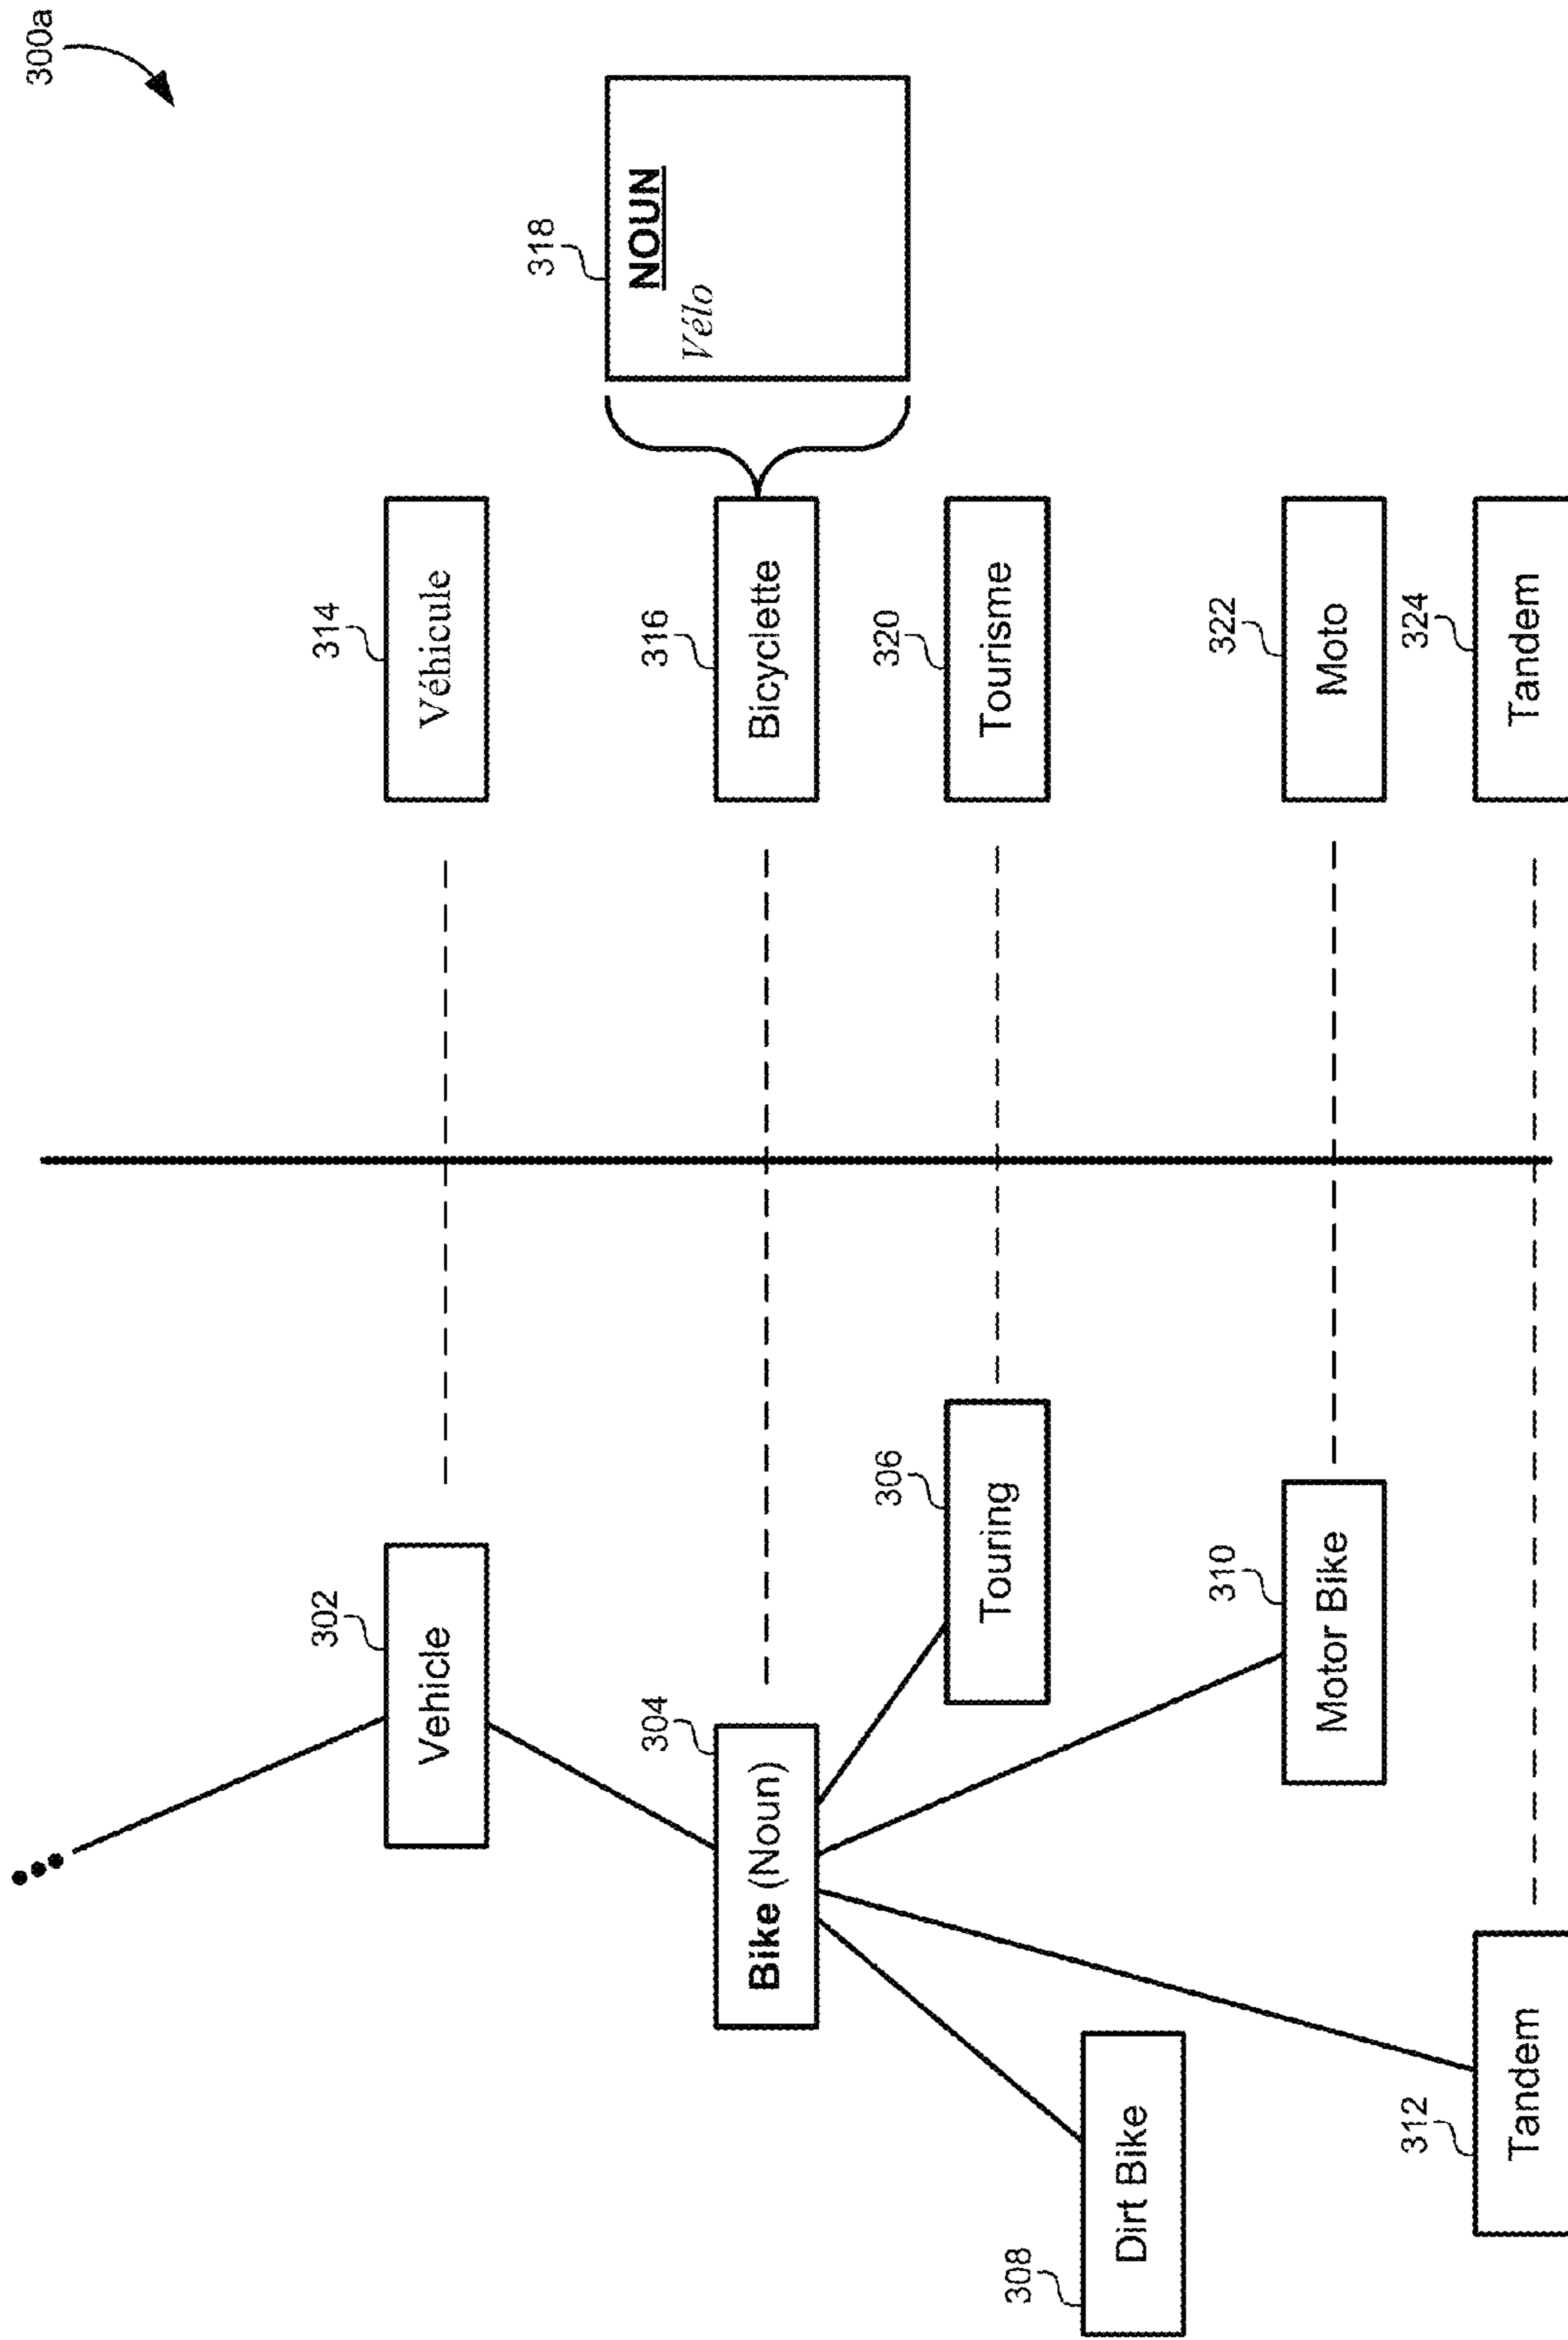 300a
302
Vehicle
314
Véhicule
304
Bike (Noun)
316
Bicyclette
318
NOUN
Vélo
306
Touring
320
Tourisme
308
Dirt Bike
310
Motor Bike
322
Moto
312
Tandem
324
Tandem